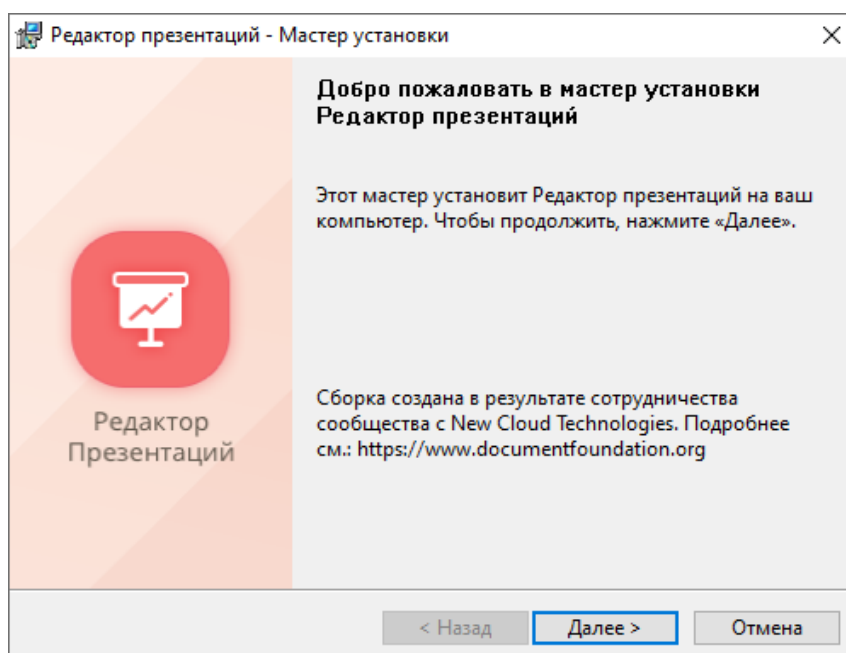 Редактор презентаций - Мастер установки
Добро пожаловать в мастер установки
Редактор презентаций
Этот мастер установит Редактор презентаций на ваш
компьютер. Чтобы продолжить, нажмите «Далее».
Редактор
Презентаций
Сборка создана в результате сотрудничества
сообщества с New Cloud Technologies. Подробнее
см.: https://www.documentfoundation.org
< Назад
Далее >
Отмена